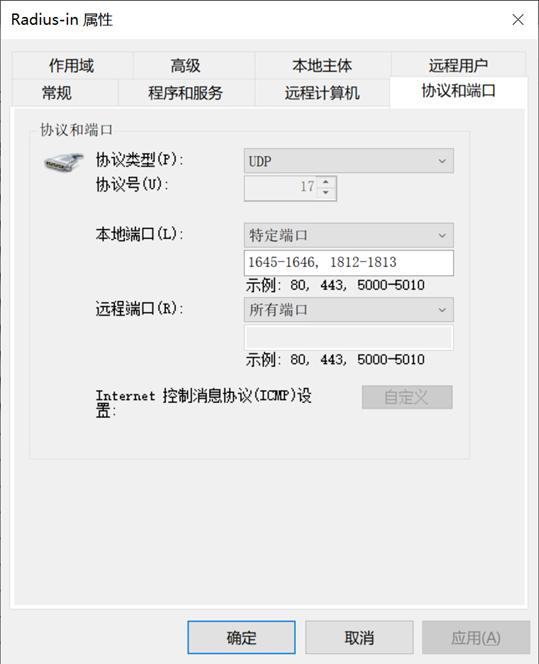 Radius-in 属性
作用域 高级 本地主体 远程用户
常规 程序和服务 远程计算机 协议和端口
协议和端口
协议类型(P): UDP
协议号(U): 17
本地端口(L): 特定端口
1645-1646, 1812-1813
示例: 80, 443, 5000-5010
远程端口(R): 所有端口
示例: 80, 443, 5000-5010
Internet 控制消息协议(ICMP)设
置: 自定义
确定 取消 应用(A)